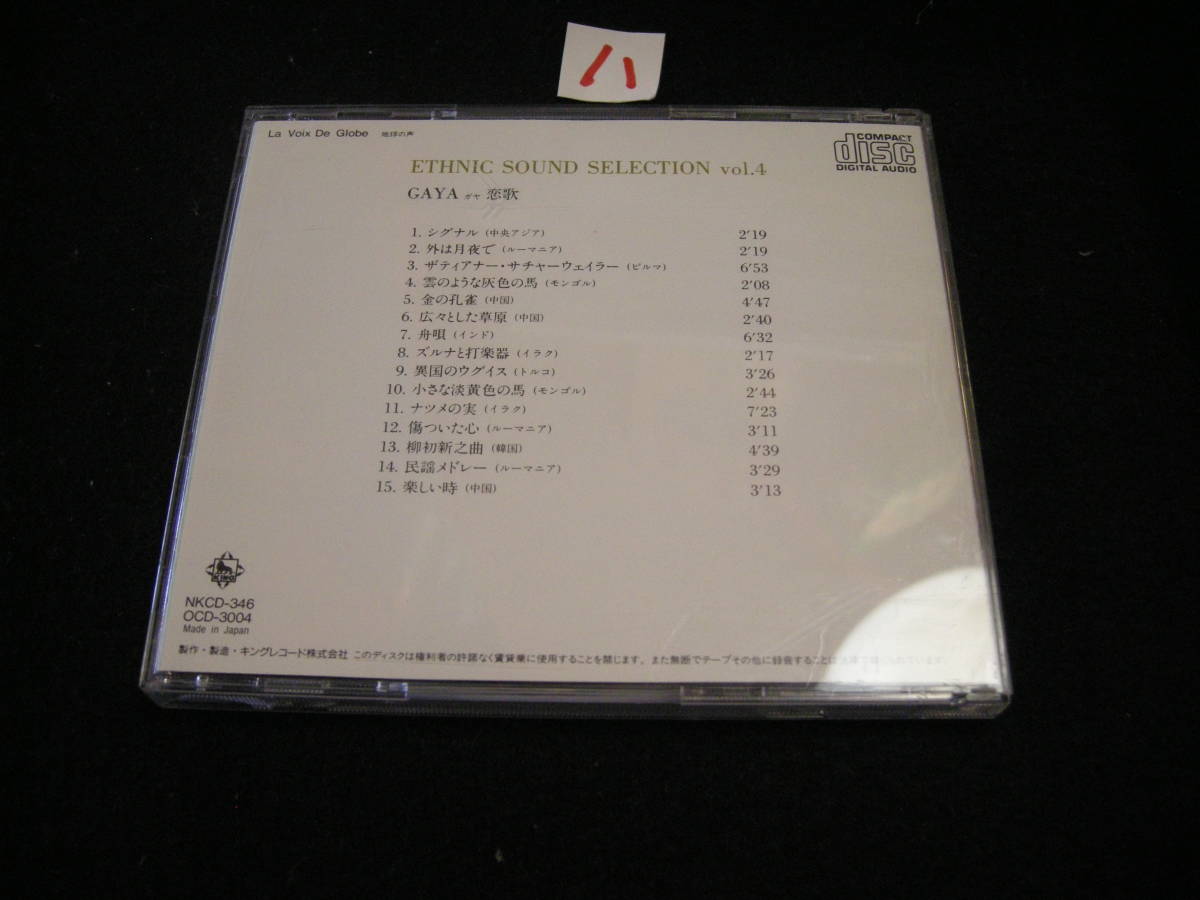 ハ
La Voix De Globe 地球の声
COMPACT
disc
DIGITAL AUDIO
ETHNIC SOUND SELECTION vol.4
GAYA ガヤ 恋歌
1. シグナル (中央アジア) 2'19
2. 外は月夜で (ルーマニア) 2'19
3. ザティアナー・サチャーウェイラー (ビルマ) 6'53
4. 雲のような灰色の馬 (モンゴル) 2'08
5. 金の孔雀 (中国) 4'47
6. 広々とした草原 (中国) 2'40
7. 舟唄 (インド) 6'32
8. ズルナと打楽器 (イラク) 2'17
9. 異国のウグイス (トルコ) 3'26
10. 小さな淡黄色の馬 (モンゴル) 2'44
11. ナツメの実 (イラク) 7'23
12. 傷ついた心 (ルーマニア) 3'11
13. 柳初新之曲 (韓国) 4'39
14. 民謡メドレー (ルーマニア) 3'29
15. 楽しい時 (中国) 3'13
NKCD-346
OCD-3004
Made in Japan
製作・製造・キングレコード株式会社 このディスクは権利者の許諾なく賃貸業に使用することを禁じます。また無断でテープその他に録音することは法律で禁じられています。